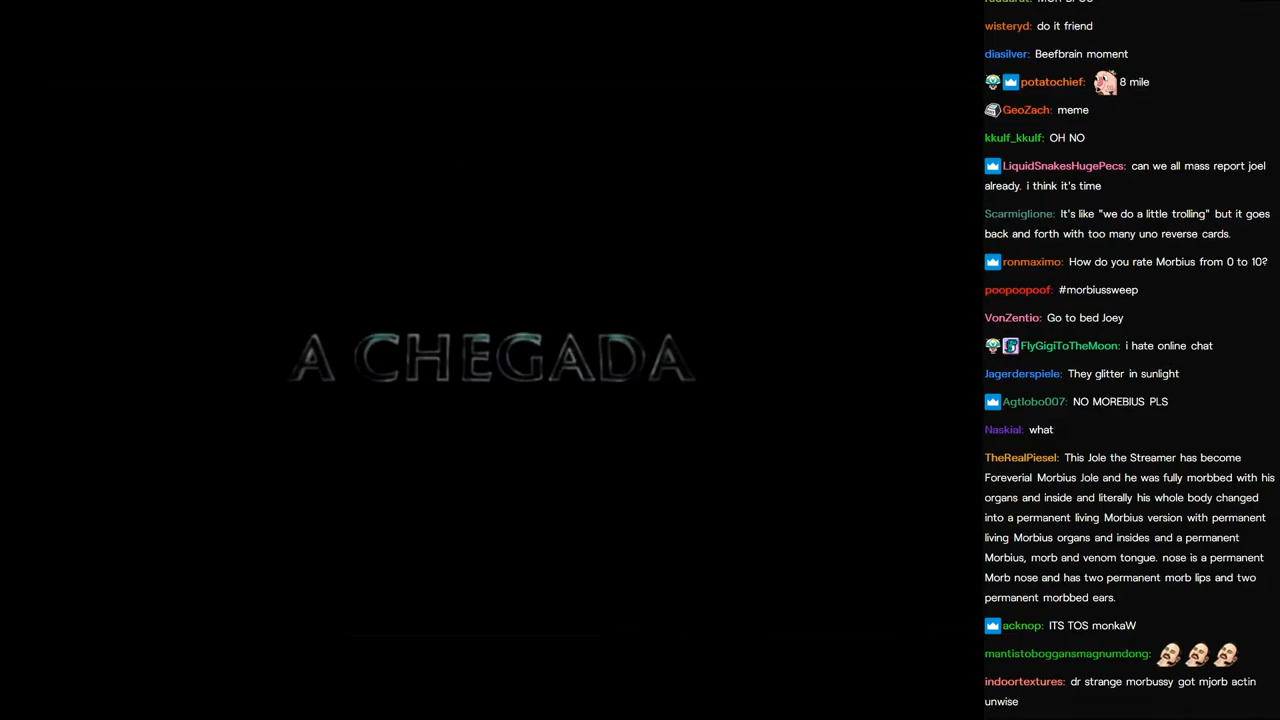 A CHEGADA
wisteryd: do it friend
diasilver: Beefbrain moment
potatochief: 8 mile
GeoZach: meme
kkulf_kkulf: OH NO
LiquidSnakesHugePecs: can we all mass report joel
already. i think it's time
Scarmiglione: It's like "we do a little trolling" but it goes
back and forth with too many uno reverse cards.
ronmaximo: How do you rate Morbius from 0 to 10?
poopoopoof: #morbiussweep
VonZentio: Go to bed Joey
FlyGigiToTheMoon: i hate online chat
Jagerderspiele: They glitter in sunlight
Agtlobo007: NO MOREBIUS PLS
Naskial: what
TheRealPiesel: This Jole the Streamer has become
Foreverial Morbius Jole and he was fully morbbed with his
organs and inside and literally his whole body changed
into a permanent living Morbius version with permanent
living Morbius organs and insides and a permanent
Morbius, morb and venom tongue. nose is a permanent
Morb nose and has two permanent morb lips and two
permanent morbbed ears.
acknop: ITS TOS monkaW
mantistoboggansmagnumdong:
indoortextures: dr strange morbussy got mjorb actin
unwise